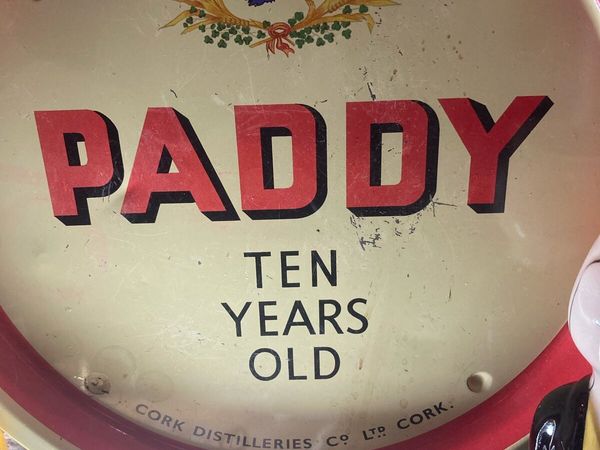 PADDY
TEN
YEARS
OLD
CORK DISTILLERIES Cº LTD CORK.